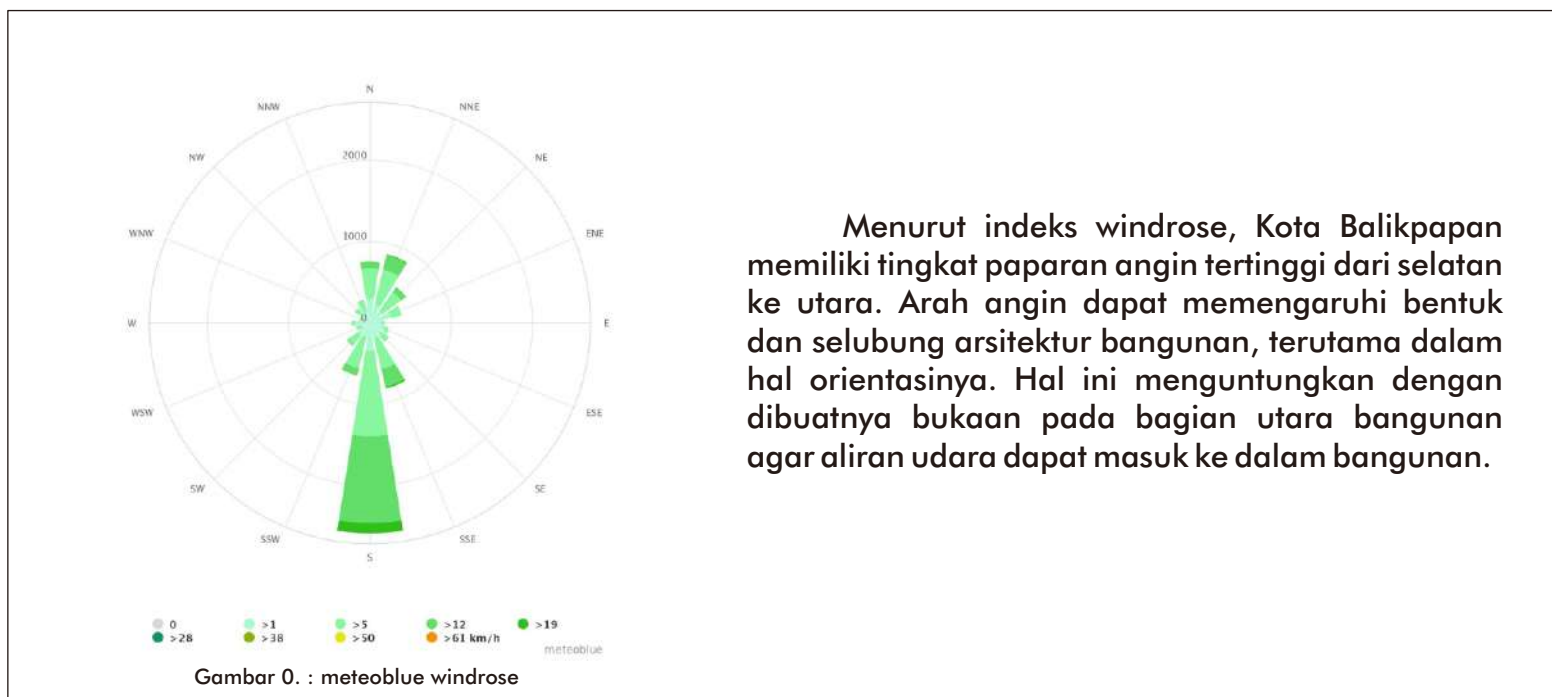 N
NNW
NNE
NW
2000
NE
WNW
1000
ENE
W
0
E
WSW
ESE
SW
SE
SSW
SSE
S
0 >1 >5 >12 >19
>28 >38 >50 >61 km/h
meteoblue
Gambar 0. : meteoblue windrose
Menurut indeks windrose, Kota Balikpapan
memiliki tingkat paparan angin tertinggi dari selatan
ke utara. Arah angin dapat memengaruhi bentuk
dan selubung arsitektur bangunan, terutama dalam
hal orientasinya. Hal ini menguntungkan dengan
dibuatnya bukaan pada bagian utara bangunan
agar aliran udara dapat masuk ke dalam bangunan.